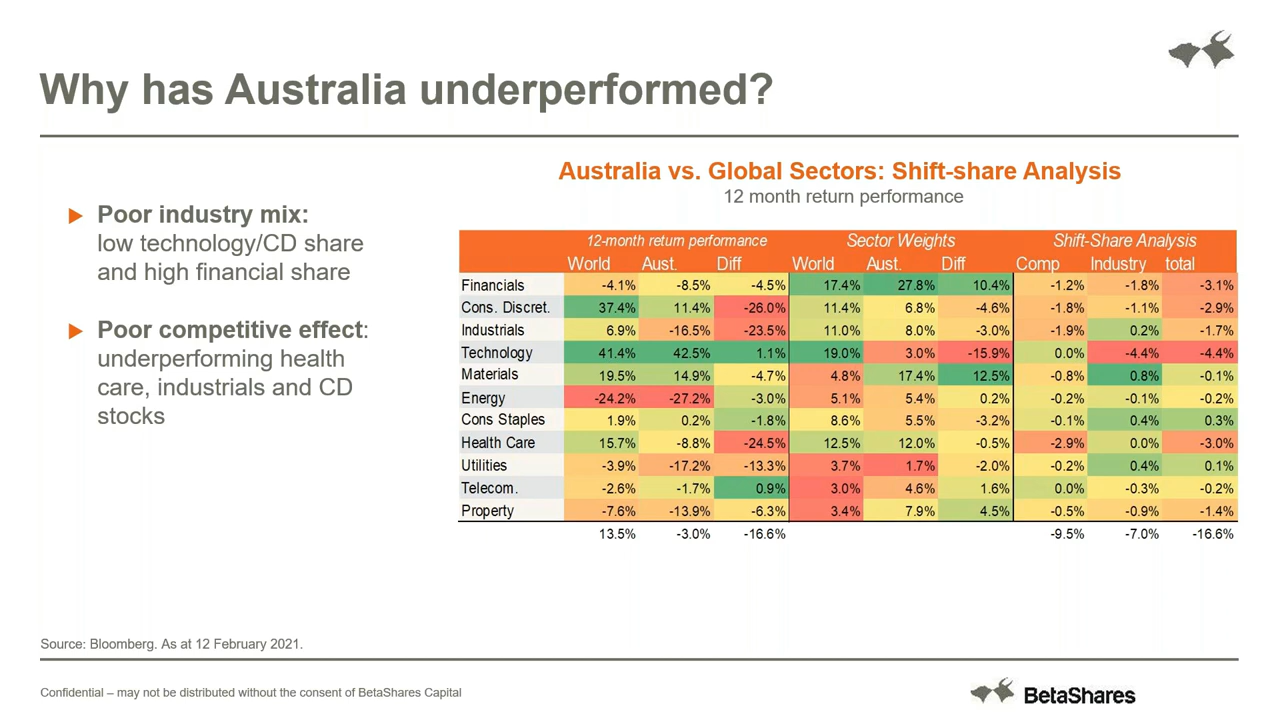 Why has Australia underperformed?
Poor industry mix:
low technology/CD share
and high financial share
Poor competitive effect:
underperforming health
care, industrials and CD
stocks
Australia vs. Global Sectors: Shift-share Analysis
12 month return performance
12-month return performance Sector Weights Shift-Share Analysis
World Aust. Diff World Aust. Diff Comp Industry total
Financials -4.1% -8.5% -4.5% 17.4% 27.8% 10.4% -1.2% -1.8% -3.1%
Cons. Discret. 37.4% 11.4% -26.0% 11.4% 6.8% -4.6% -1.8% -1.1% -2.9%
Industrials 6.9% -16.5% -23.5% 11.0% 8.0% -3.0% -1.9% 0.2% -1.7%
Technology 41.4% 42.5% 1.1% 19.0% 3.0% -15.9% 0.0% -4.4% -4.4%
Materials 19.5% 14.9% -4.7% 4.8% 17.4% 12.5% -0.8% 0.8% -0.1%
Energy -24.2% -27.2% -3.0% 5.1% 5.4% 0.2% -0.2% -0.1% -0.2%
Cons Staples 1.9% 0.2% -1.8% 8.6% 5.5% -3.2% -0.1% 0.4% 0.3%
Health Care 15.7% -8.8% -24.5% 12.5% 12.0% -0.5% -2.9% 0.0% -3.0%
Utilities -3.9% -17.2% -13.3% 3.7% 1.7% -2.0% -0.2% 0.4% 0.1%
Telecom. -2.6% -1.7% 0.9% 3.0% 4.6% 1.6% 0.0% -0.3% -0.2%
Property -7.6% -13.9% -6.3% 3.4% 7.9% 4.5% -0.5% -0.9% -1.4%
13.5% -3.0% -16.6% -9.5% -7.0% -16.6%
Source: Bloomberg. As at 12 February 2021.
Confidential – may not be distributed without the consent of BetaShares Capital
BetaShares